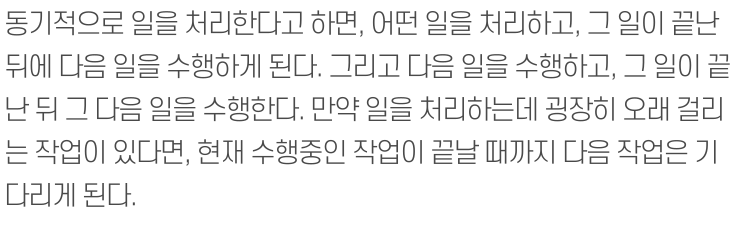 동기적으로 일을 처리한다고 하면, 어떤 일을 처리하고, 그 일이 끝난
뒤에 다음 일을 수행하게 된다. 그리고 다음 일을 수행하고, 그 일이 끝
난 뒤 그 다음 일을 수행한다. 만약 일을 처리하는데 굉장히 오래 걸리
는 작업이 있다면, 현재 수행중인 작업이 끝날 때까지 다음 작업은 기
다리게 된다.